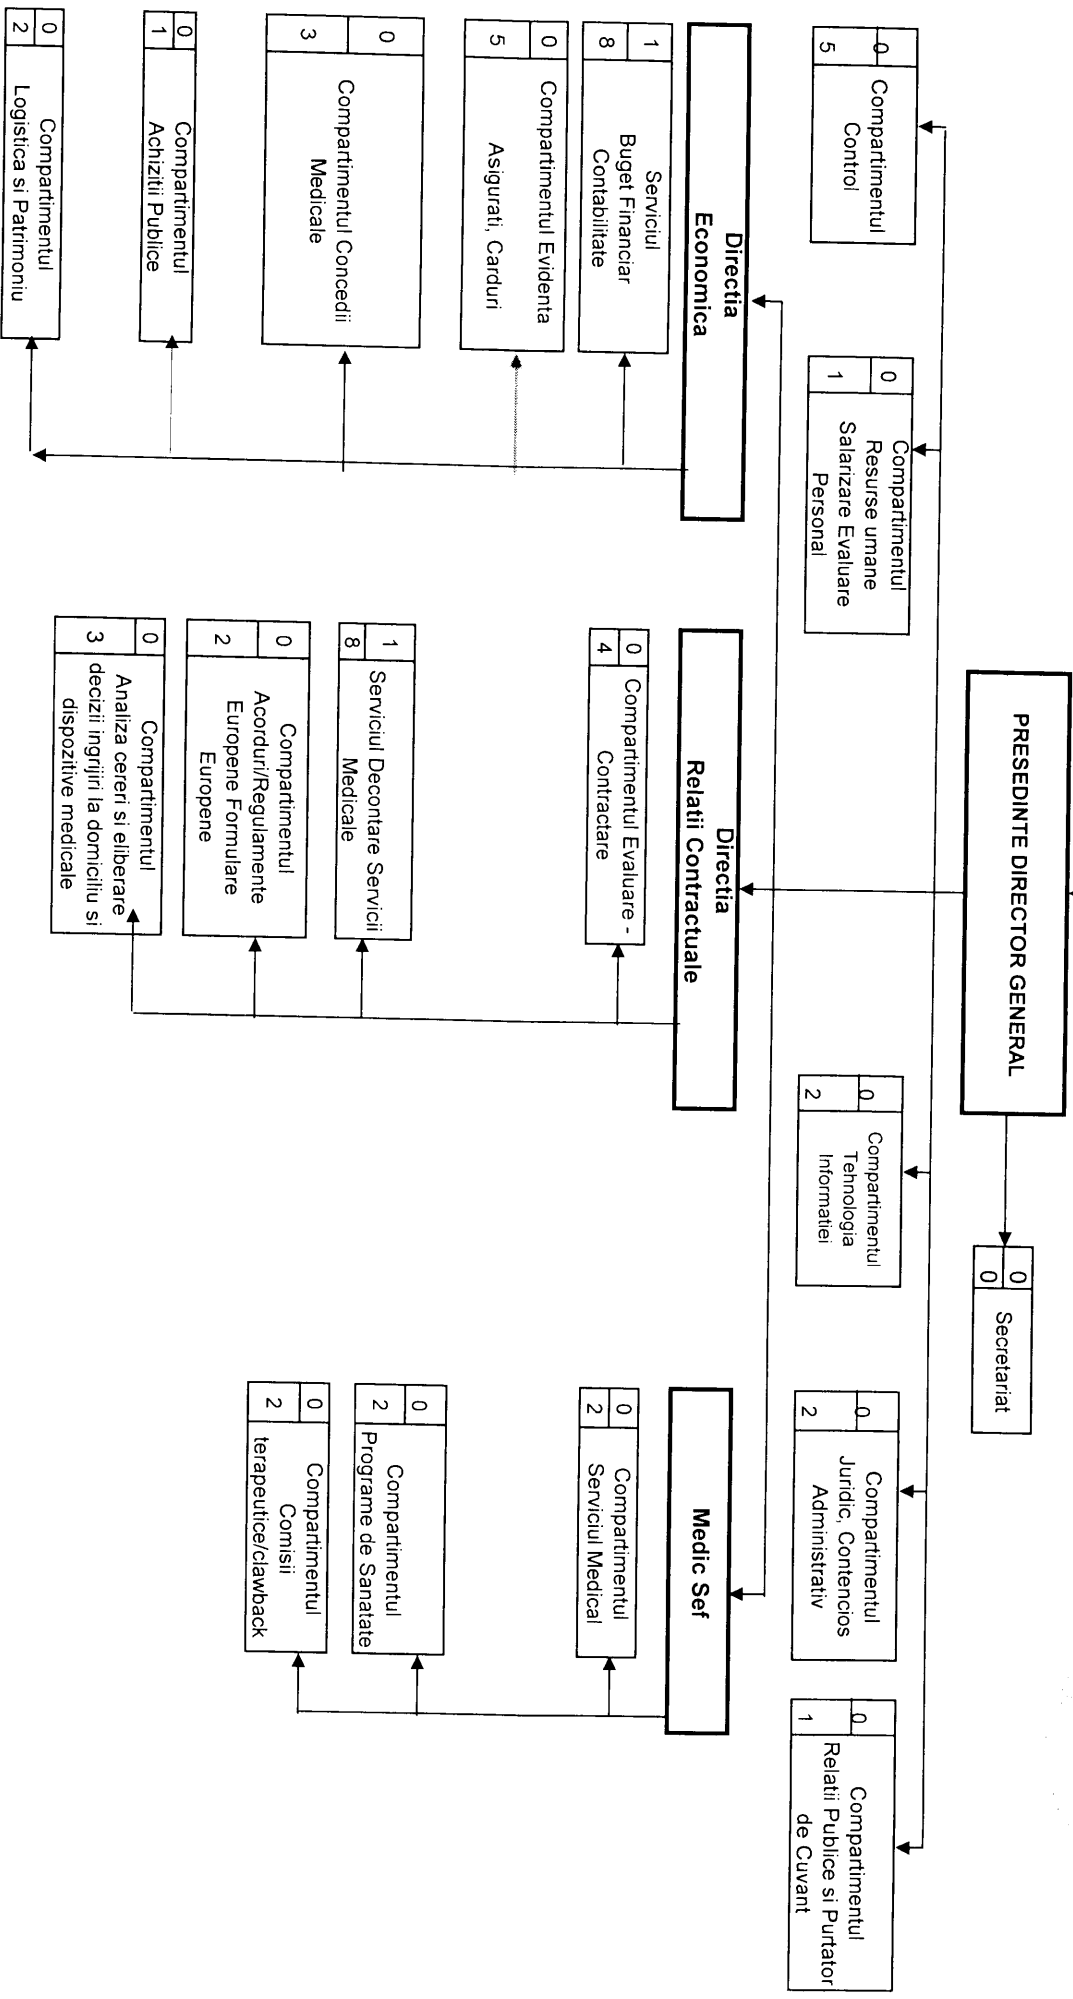 PRESEDINTE DIRECTOR GENERAL
0
0
Secretariat
0
5
Compartimentul
Control
0
1
Compartimentul
Resurse umane
Salarizare Evaluare
Personal
0
2
Compartimentul
Tehnologia
Informatiei
0
2
Compartimentul
Juridic, Contencios
Administrativ
0
1
Compartimentul
Relatii Publice si Purtator
de Cuvant
Directia
Economica
Directia
Relatii Contractuale
Medic Sef
1
8
Serviciul
Buget Financiar
Contabilitate
0
5
Compartimentul Evidenta
Asigurati, Carduri
0
3
Compartimentul Concedii
Medicale
0
1
Compartimentul
Achizitii Publice
0
2
Compartimentul
Logistica si Patrimoniu
0
4
Compartimentul Evaluare -
Contractare
1
8
Serviciul Decontare Servicii
Medicale
0
2
Compartimentul
Acorduri/Regulamente
Europene Formulare
Europene
0
3
Compartimentul
Analiza cereri si eliberare
decizii ingrijiri la domiciliu si
dispozitive medicale
0
2
Compartimentul
Serviciul Medical
0
2
Compartimentul
Programe de Sanatate
0
2
Compartimentul
Comisii
terapeutice/clawback